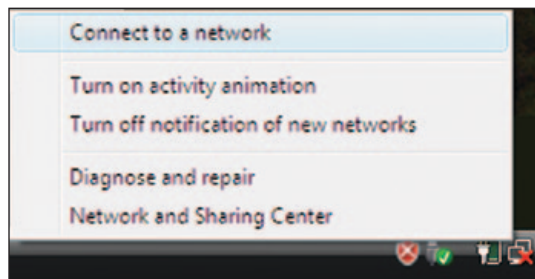 Connect to a network
Turn on activity animation
Turn off notification of new networks
Diagnose and repair
Network and Sharing Center